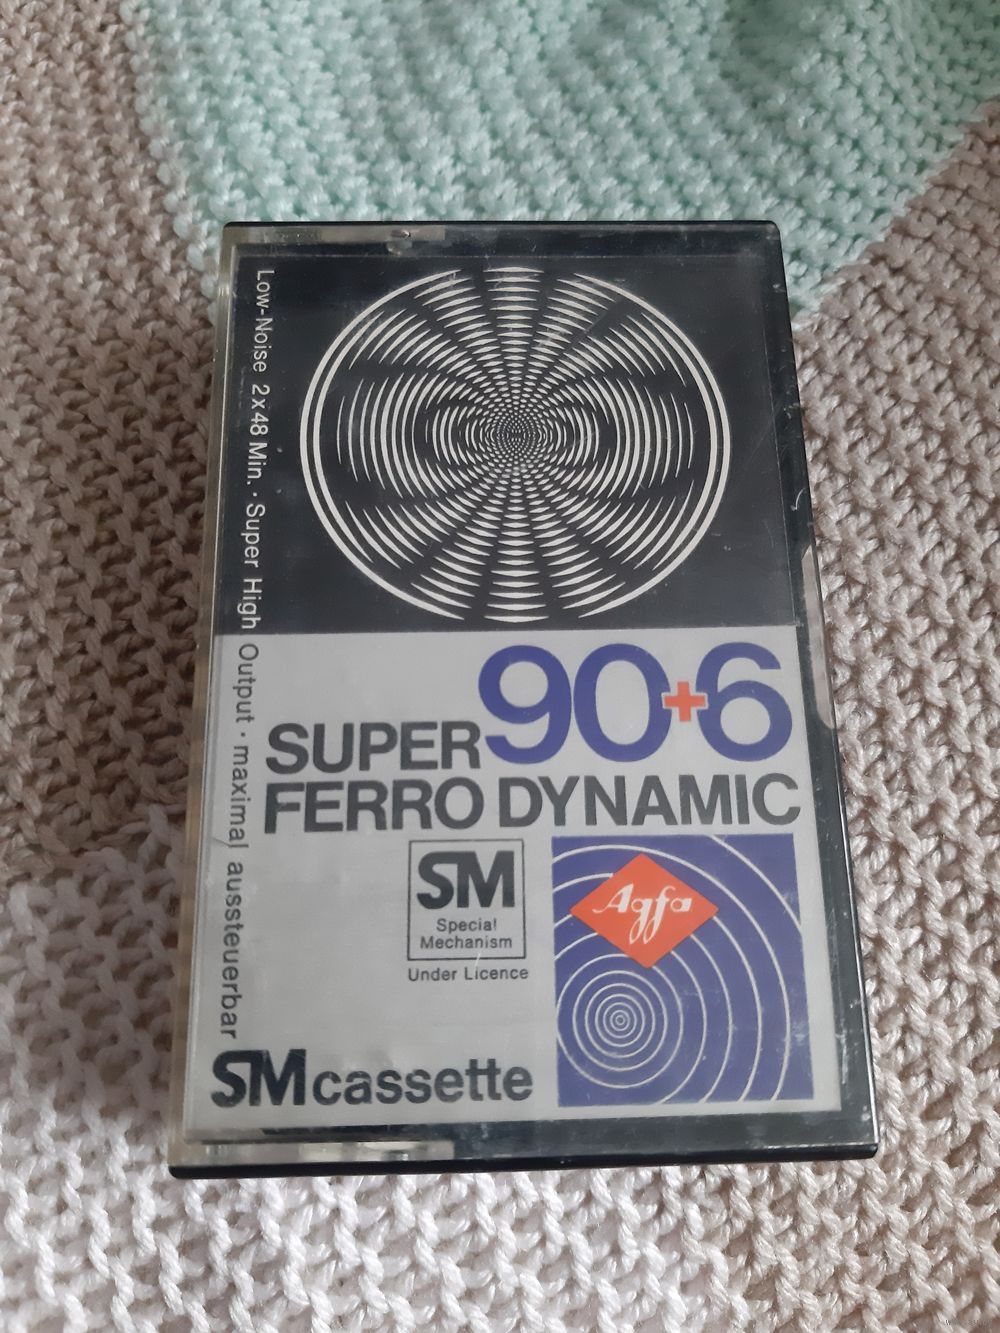 Low-Noise 2x48 Min. · Super High Output · maximal aussteuerbar
90+6
SUPER
FERRO DYNAMIC
SM
Special
Mechanism
Under Licence
Agfa
SM cassette